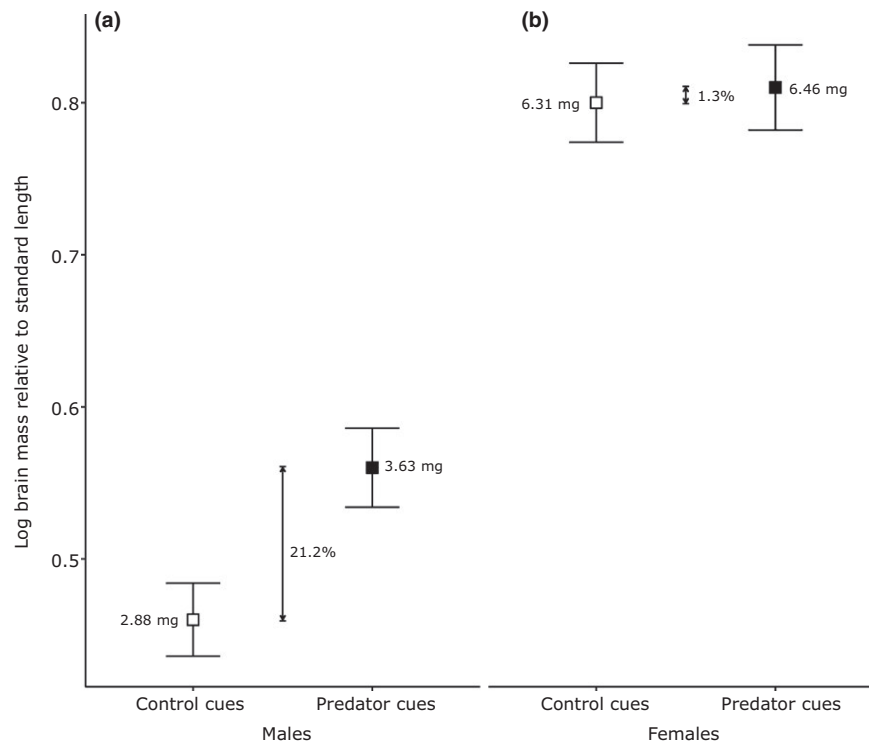 (a)
(b)
Log brain mass relative to standard length
0.8
0.7
0.6
0.5
2.88 mg
21.2%
3.63 mg
6.31 mg
1.3%
6.46 mg
Control cues
Predator cues
Males
Control cues
Predator cues
Females